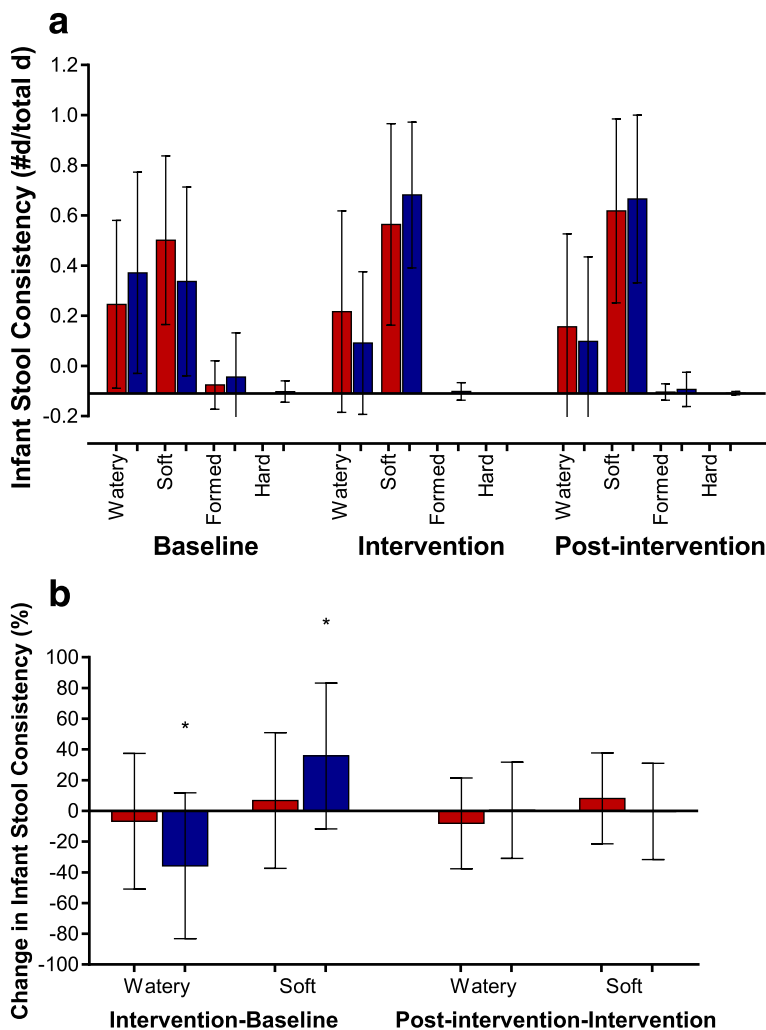 a
Infant Stool Consistency (#d/total d)
1.2
1.0
0.8
0.6
0.4
0.2
0.0
-0.2
Watery Soft Formed Hard Watery Soft Formed Hard Watery Soft Formed Hard
Baseline Intervention Post-intervention
b
Change in Infant Stool Consistency (%)
*
*
100
80
60
40
20
0
-20
-40
-60
-80
-100
Watery Soft Watery Soft
Intervention-Baseline Post-intervention-Intervention